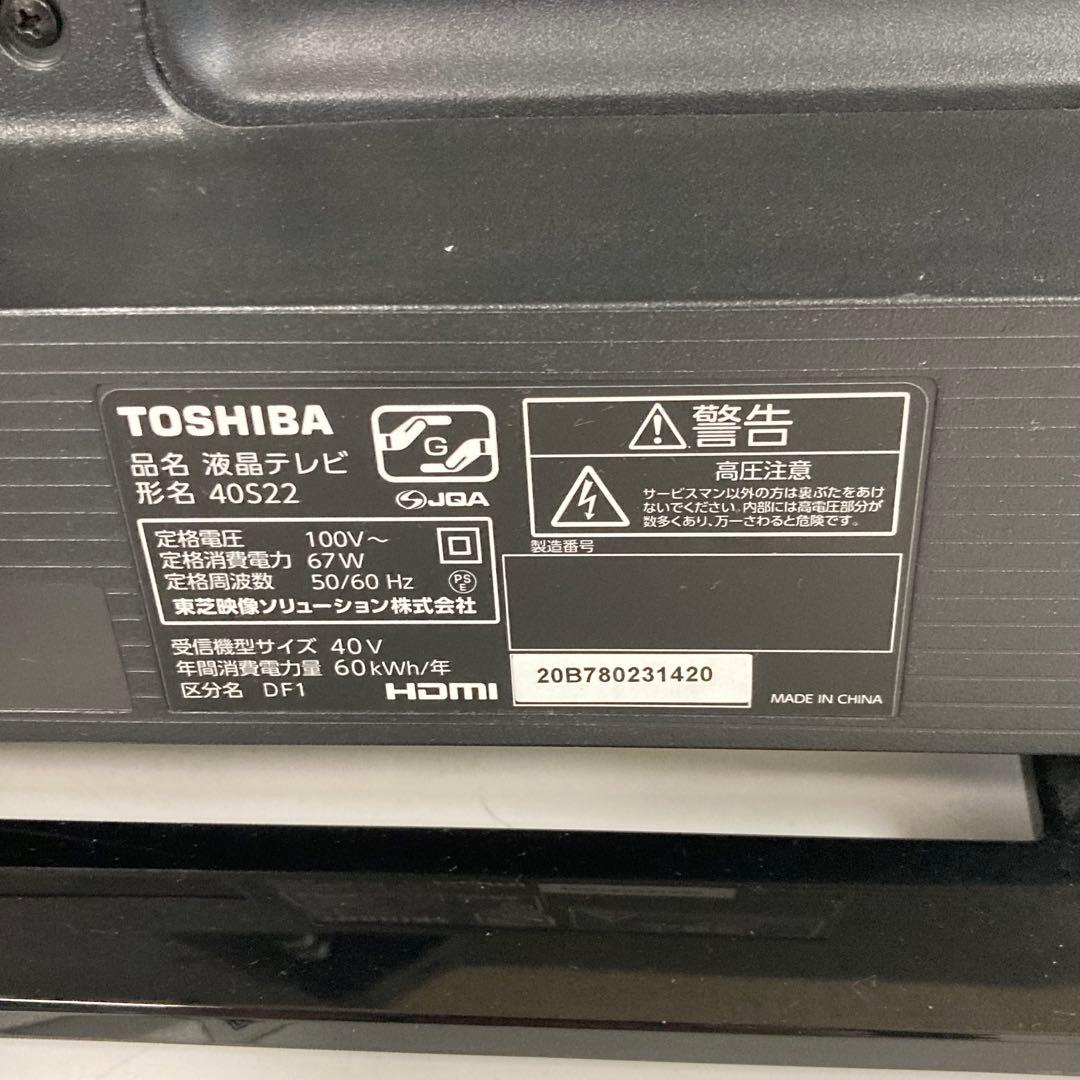 TOSHIBA
品名 液晶テレビ
形名 40S22
G
JQA
定格電圧 100V～
定格消費電力 67W
定格周波数 50/60 Hz
PS
E
東芝映像ソリューション株式会社
受信機型サイズ 40V
年間消費電力量 60kWh/年
区分名 DF1
HDMI
警告
高圧注意
サービスマン以外の方は裏ぶたをあけ
ないでください。内部には高電圧部分が
数多くあり、万一さわると危険です。
製造番号
20B780231420
MADE IN CHINA